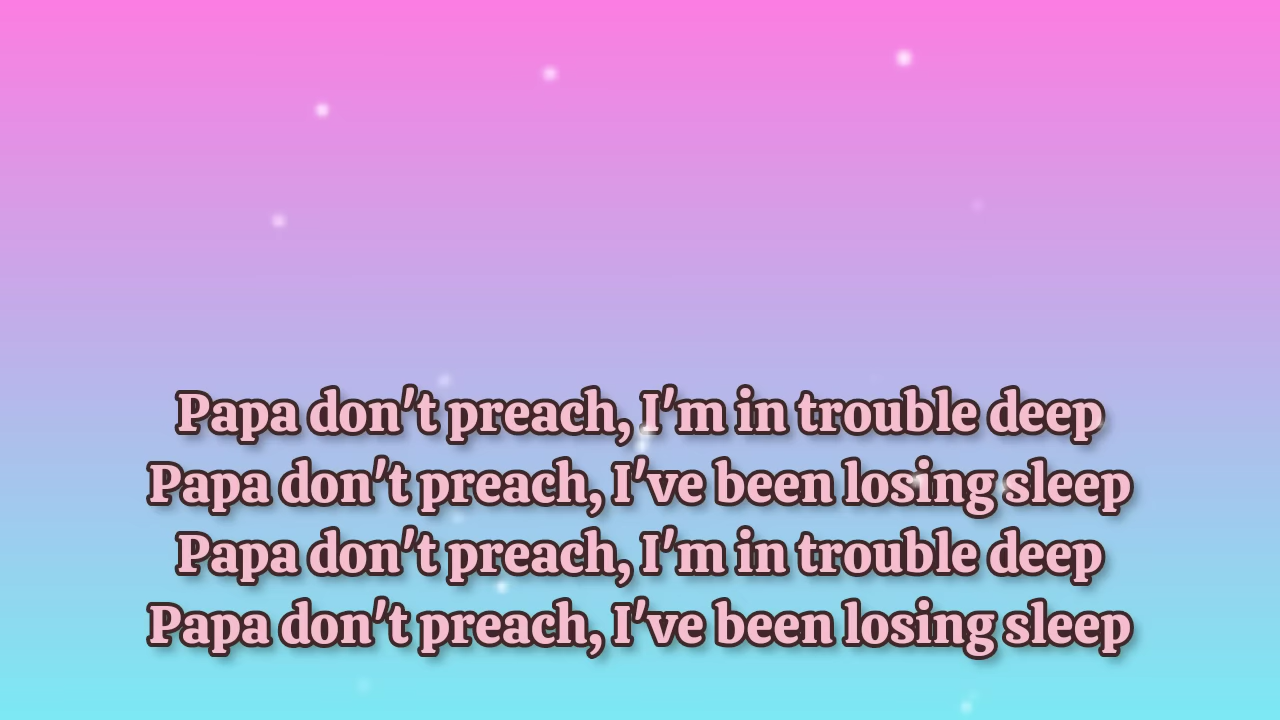 Papa don't preach, I'm in trouble deep
Papa don't preach, I've been losing sleep
Papa don't preach, I'm in trouble deep
Papa don't preach, I've been losing sleep